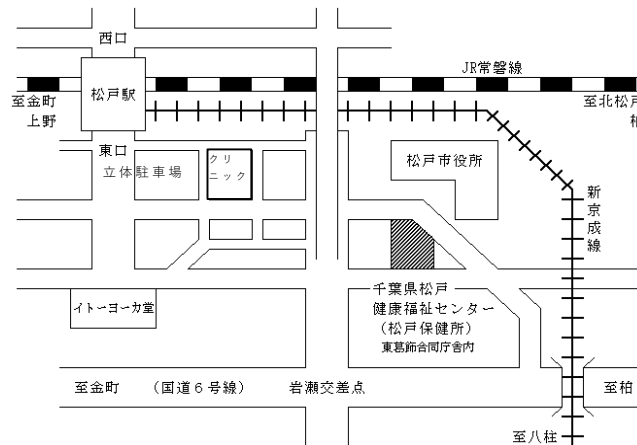 西口
JR常磐線
至金町
上野
松戸駅
至北松戸
柏
東口
立体駐車場
クリ
ニック
松戸市役所
新京成線
千葉県松戸
健康福祉センター
(松戸保健所)
東葛飾合同庁舎内
イトーヨーカ堂
至金町
(国道6号線)
岩瀬交差点
至柏
至八柱